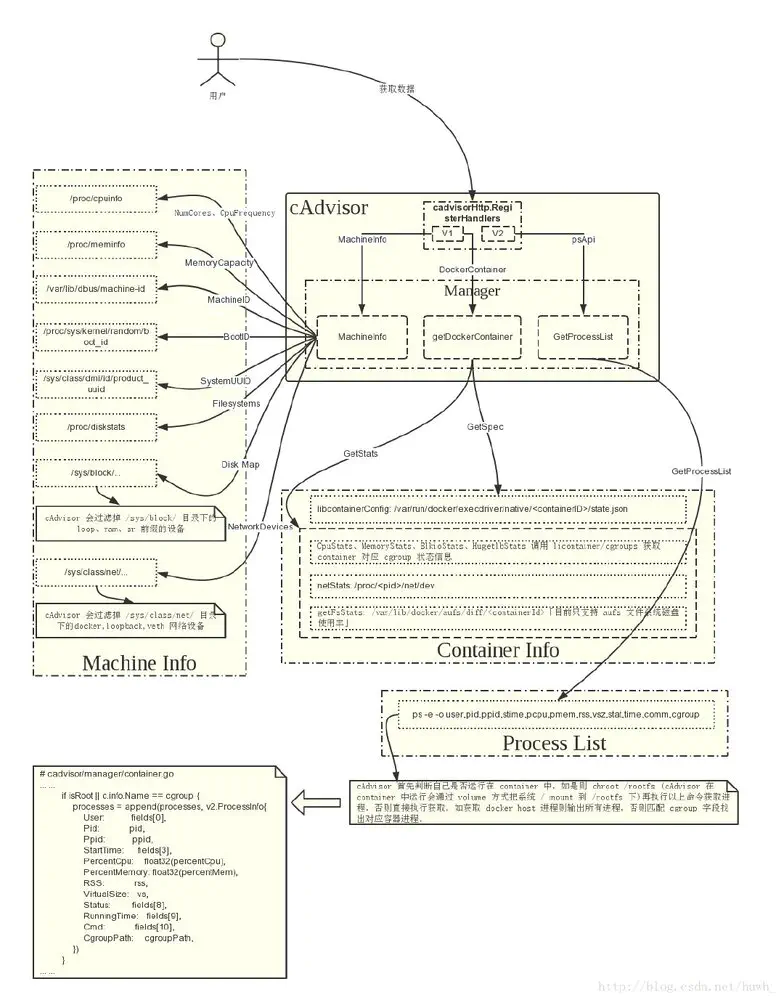 用户
获取数据
/proc/cpuinfo
/proc/meminfo
/var/lib/dbus/machine-id
/proc/sys/kernel/random/b
oot_id
/sys/class/dmi/id/product_
uuid
/proc/diskstats
/sys/block/..
cAdvisor 会过滤掉 /sys/block/ 目录下的
loop、ram、sr 前缀的设备
/sys/class/net/...
cAdvisor 会过滤掉 /sys/class/net/ 目录
下的docker,loopback,veth 网络设备
Machine Info
NumCores、CpuFrequency
MemoryCapacity
MachineID
BootID
SystemUUID
Filesystems
Disk Map
NetworkDevices
cAdvisor
cadvisorHttp.Regi
sterHandlers
V1
V2
MachineInfo
DockerContainer
psApi
Manager
MachineInfo
getDockerContainer
GetProcessList
GetStats
GetSpec
GetProcessList
libcontainerConfig: /var/run/docker/execdriver/native/<containerID>/state.json
CpuStats、MemoryStats、BlkioStats、HugetlbStats 调用 licontainer/cgroups 获取
container 对应 cgroup 状态信息
netStats: /proc/<pid>/net/dev
getFsStats: /var/lib/docker/aufs/diff/<containerId>「目前只支持 aufs 文件系统磁盘
使用率」
Container Info
ps -e -o user,pid,ppid,stime,pcpu,pmem,rss,vsz,stat,time,comm,cgroup
Process List
cAdvisor 首先判断自己是否运行在 container 中，如是则 chroot /rootfs (cAdvisor 在
container 中运行会通过 volume 方式把系统 / mount 到 /rootfs 下)再执行以上命令获取进
程，否则直接执行获取。如获取 docker host 进程则输出所有进程，否则匹配 cgroup 字段找
出对应容器进程.
# cadvisor/manager/container.go
... ...
if isRoot || c.info.Name == cgroup {
processes = append(processes, v2.ProcessInfo{
User: fields[0],
Pid: pid,
Ppid: ppid,
StartTime: fields[3],
PercentCpu: float32(percentCpu),
PercentMemory: float32(percentMem),
RSS: rss,
VirtualSize: vs,
Status: fields[8],
RunningTime: fields[9],
Cmd: fields[10],
CgroupPath: cgroupPath,
})
}
... ...
http://blog.csdn.net/huwh_